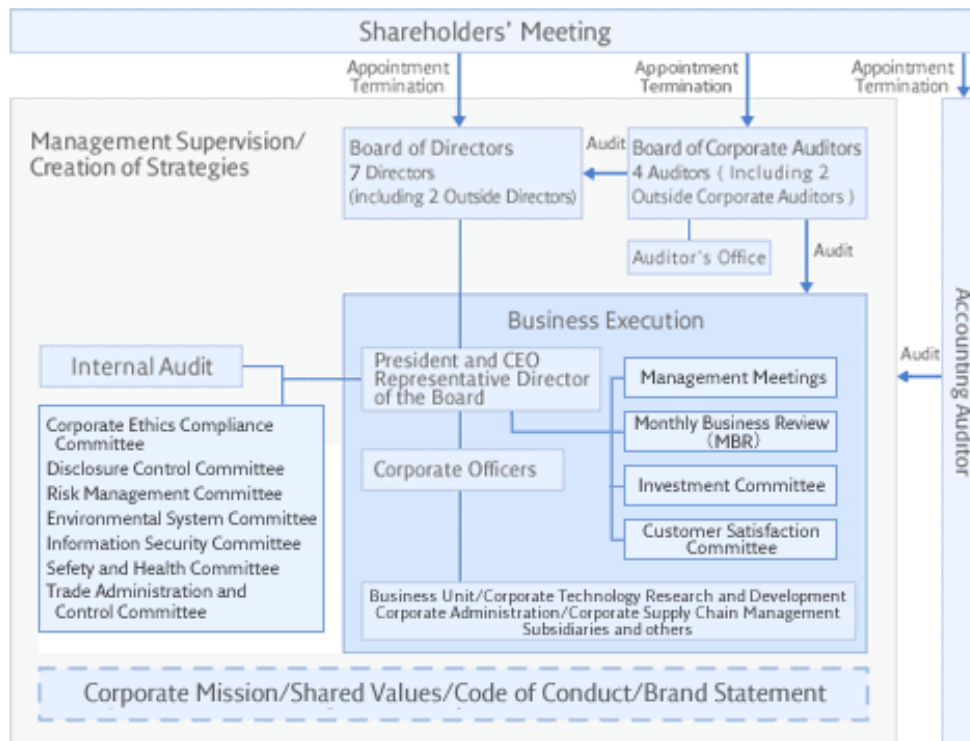 Shareholders' Meeting
Appointment
Termination
Appointment
Termination
Appointment
Termination
Management Supervision/
Creation of Strategies
Board of Directors
7 Directors
(including 2 Outside Directors)
Audit
Board of Corporate Auditors
4 Auditors ( Including 2
Outside Corporate Auditors )
Auditor's Office
Audit
Business Execution
Internal Audit
President and CEO
Representative Director
of the Board
Management Meetings
Audit
Accounting Auditor
Corporate Ethics Compliance
Committee
Disclosure Control Committee
Risk Management Committee
Environmental System Committee
Information Security Committee
Safety and Health Committee
Trade Administration and
Control Committee
Monthly Business Review
(MBR)
Corporate Officers
Investment Committee
Customer Satisfaction
Committee
Business Unit/Corporate Technology Research and Development
Corporate Administration/Corporate Supply Chain Management
Subsidiaries and others
Corporate Mission/Shared Values/Code of Conduct/Brand Statement